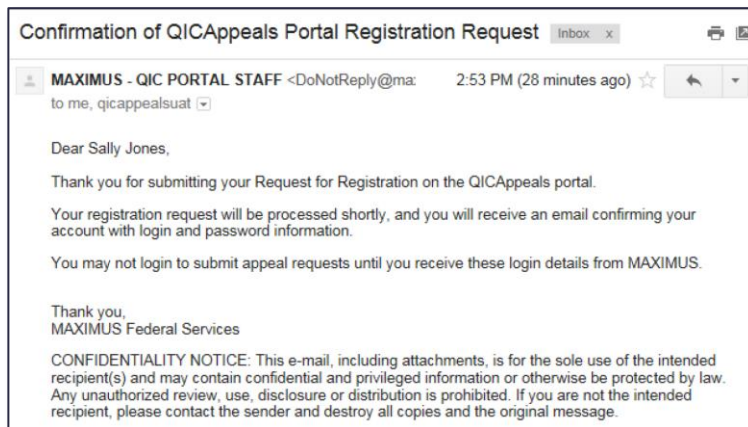 Confirmation of QICAppeals Portal Registration Request Inbox x
MAXIMUS - QIC PORTAL STAFF <DoNotReply@ma: 2:53 PM (28 minutes ago)
to me, qicappealsuat
Dear Sally Jones,
Thank you for submitting your Request for Registration on the QICAppeals portal.
Your registration request will be processed shortly, and you will receive an email confirming your
account with login and password information.
You may not login to submit appeal requests until you receive these login details from MAXIMUS.
Thank you,
MAXIMUS Federal Services
CONFIDENTIALITY NOTICE: This e-mail, including attachments, is for the sole use of the intended
recipient(s) and may contain confidential and privileged information or otherwise be protected by law.
Any unauthorized review, use, disclosure or distribution is prohibited. If you are not the intended
recipient, please contact the sender and destroy all copies and the original message.